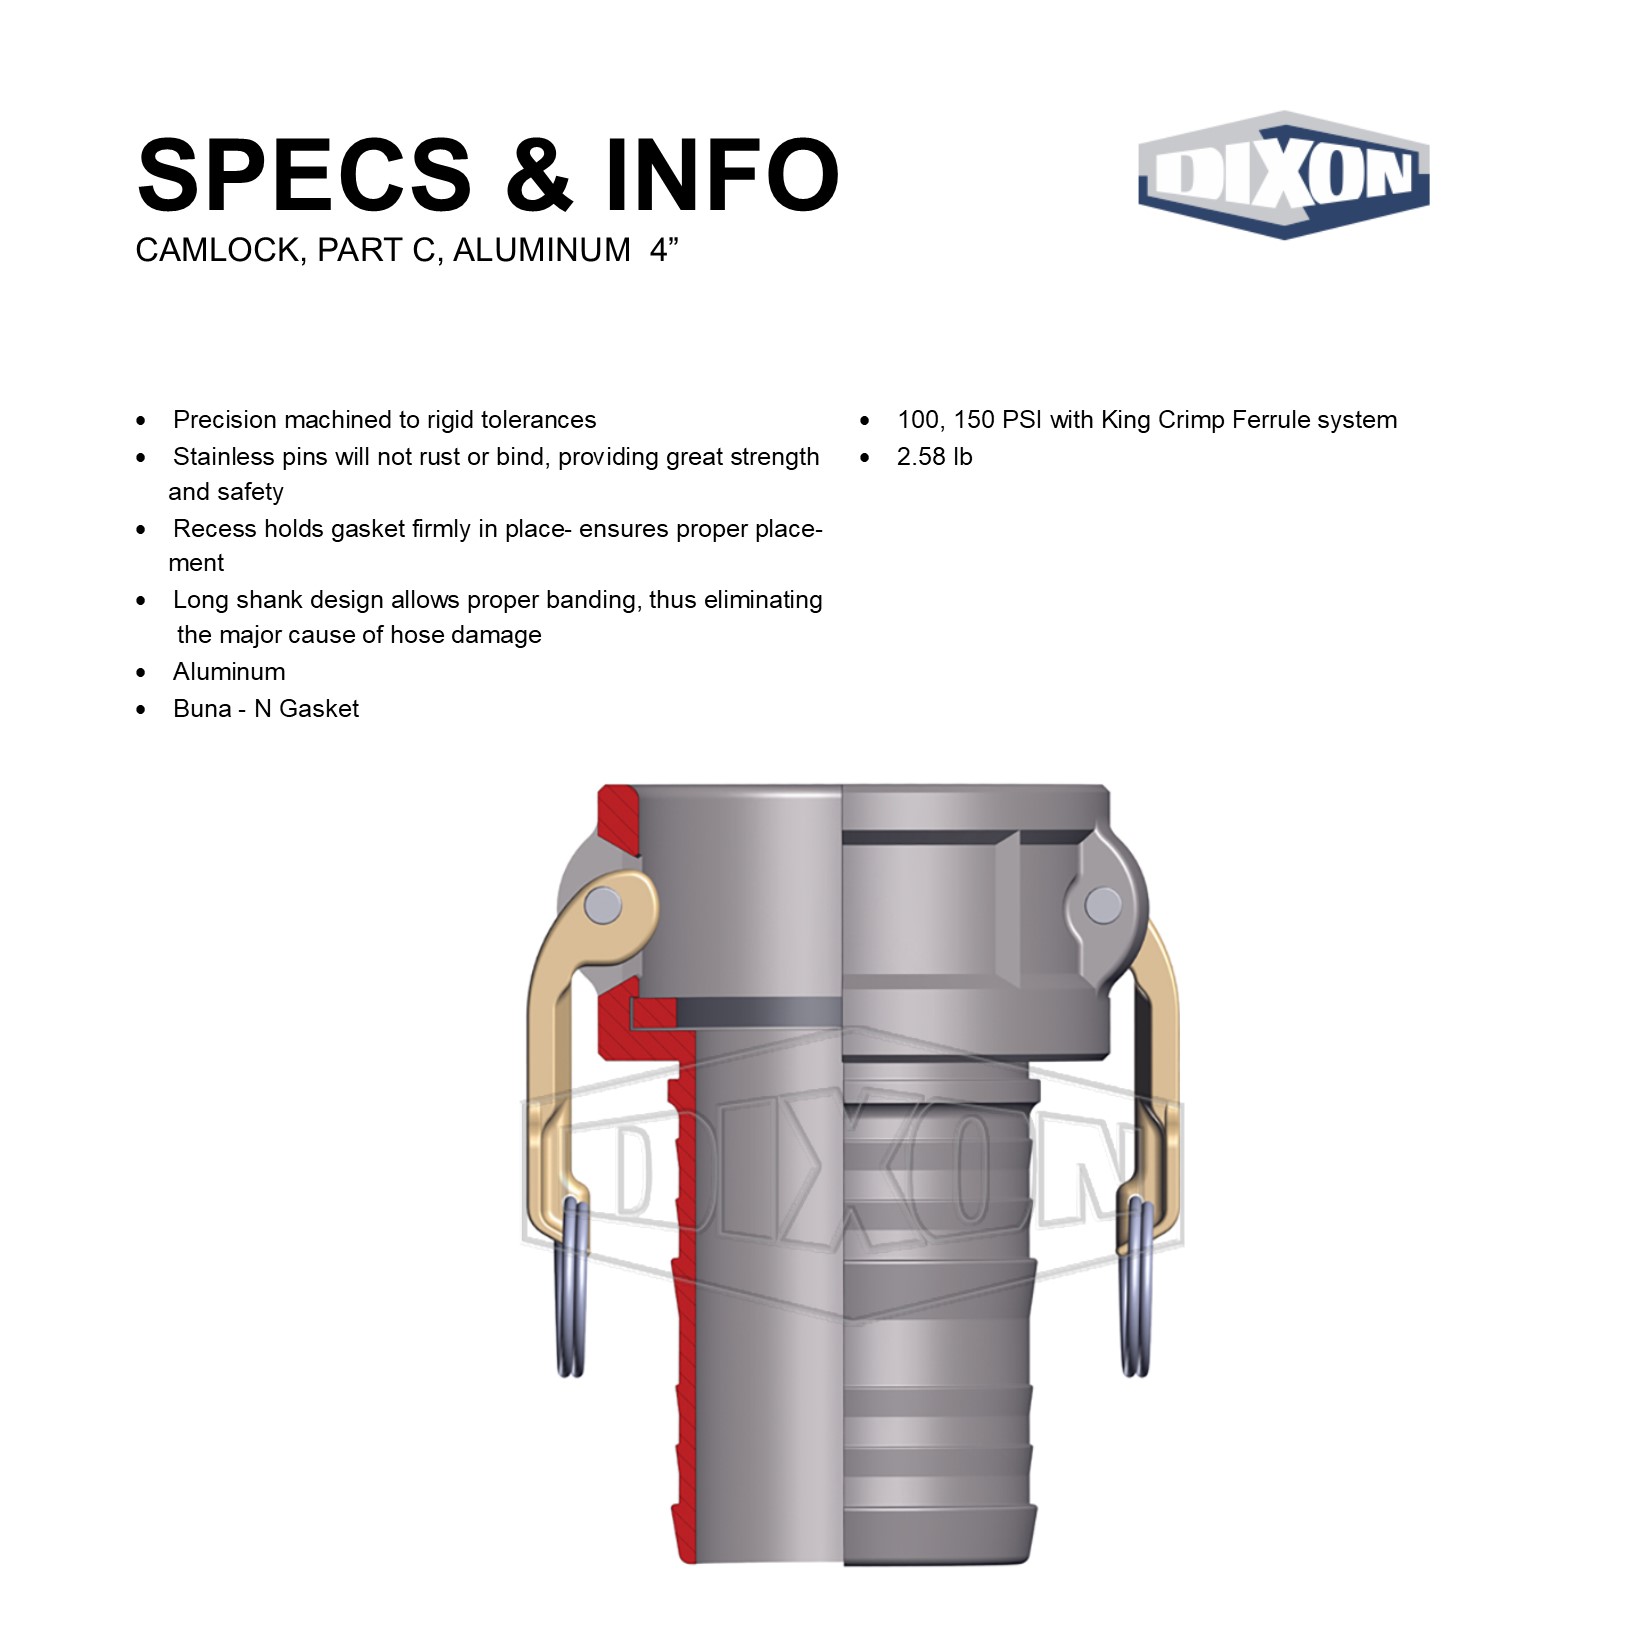 SPECS & INFO
DIXON
CAMLOCK, PART C, ALUMINUM 4”
• Precision machined to rigid tolerances
• Stainless pins will not rust or bind, providing great strength
and safety
• Recess holds gasket firmly in place- ensures proper place-
ment
• Long shank design allows proper banding, thus eliminating
the major cause of hose damage
• Aluminum
• Buna - N Gasket
• 100, 150 PSI with King Crimp Ferrule system
• 2.58 lb
DIXON